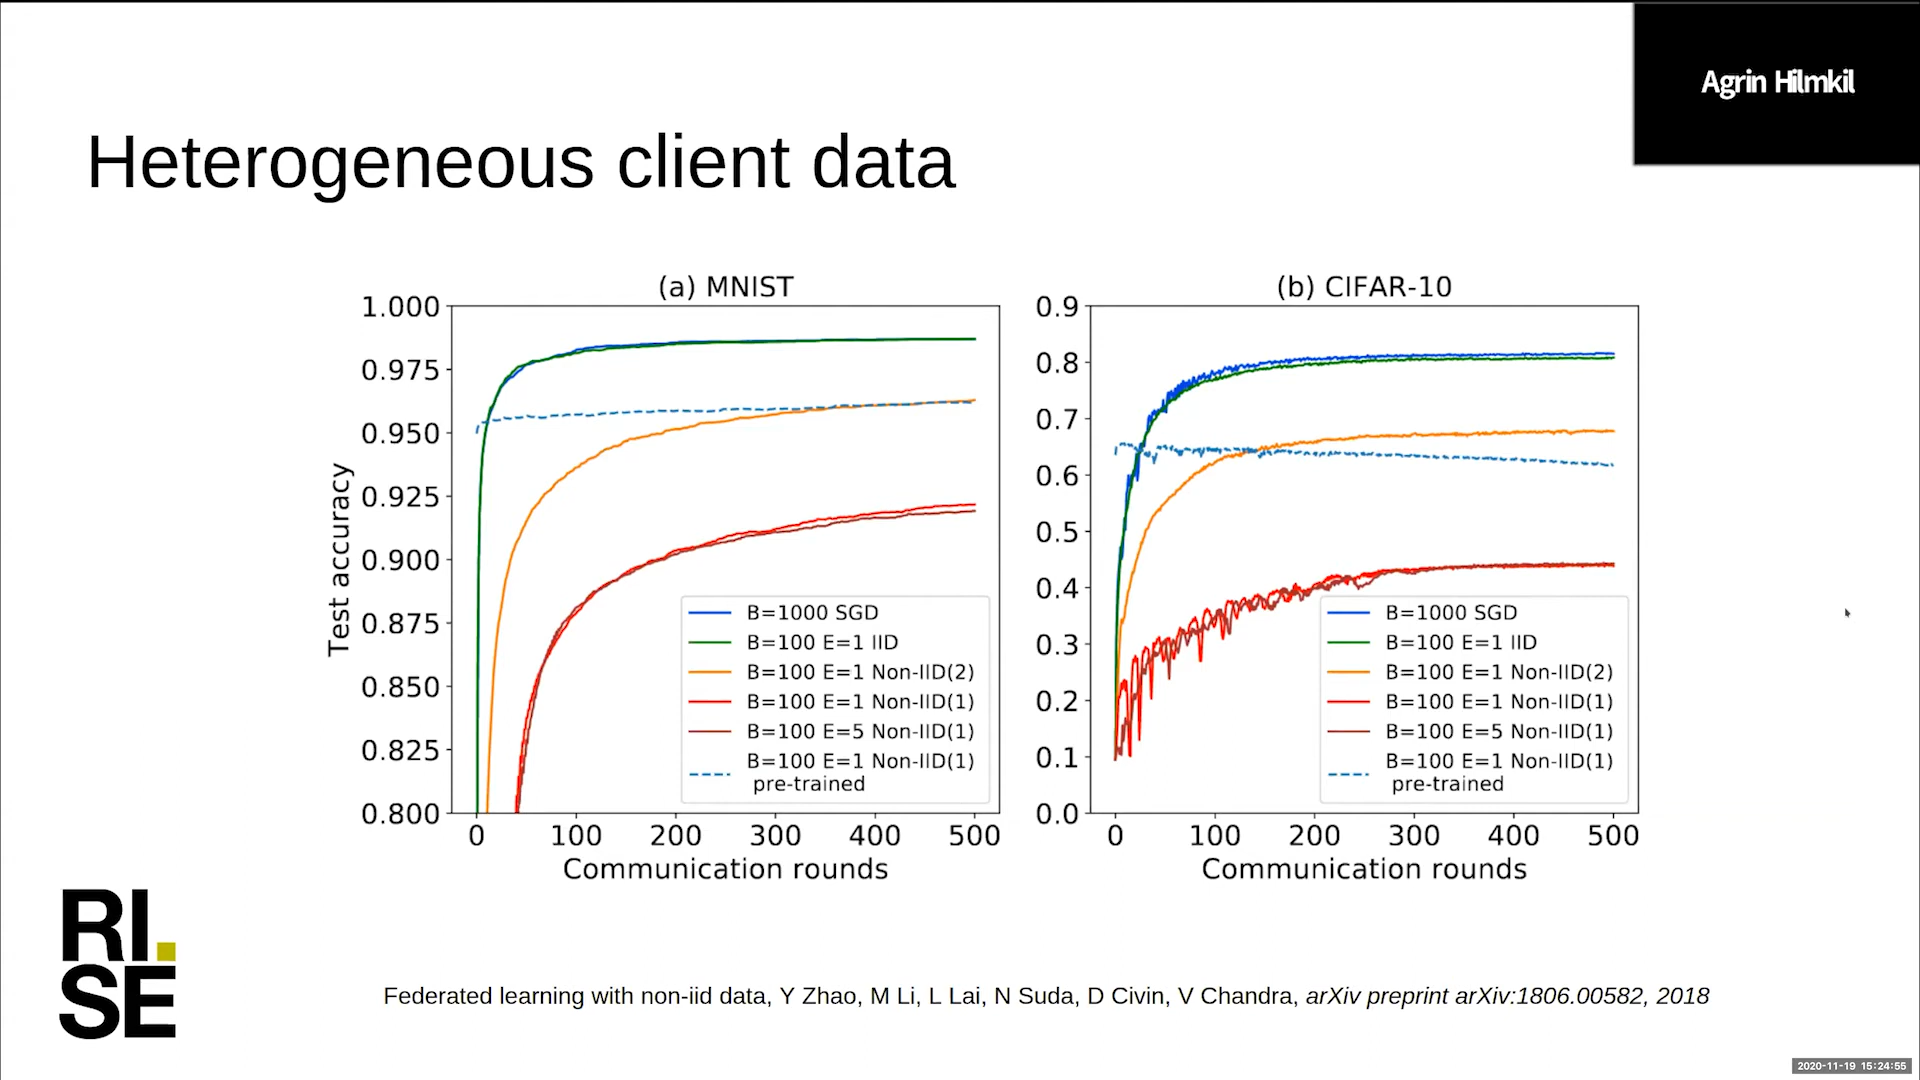 Agrin Hilmkil
Heterogeneous client data
(a) MNIST
1.000
0.975
0.950
0.925
0.900
0.875
0.850
0.825
0.800
Test accuracy
0 100 200 300 400 500
Communication rounds
B=1000 SGD
B=100 E=1 IID
B=100 E=1 Non-IID(2)
B=100 E=1 Non-IID(1)
B=100 E=5 Non-IID(1)
B=100 E=1 Non-IID(1)
pre-trained
(b) CIFAR-10
0.9
0.8
0.7
0.6
0.5
0.4
0.3
0.2
0.1
0.0
0 100 200 300 400 500
Communication rounds
B=1000 SGD
B=100 E=1 IID
B=100 E=1 Non-IID(2)
B=100 E=1 Non-IID(1)
B=100 E=5 Non-IID(1)
B=100 E=1 Non-IID(1)
pre-trained
RI.
SE
Federated learning with non-iid data, Y Zhao, M Li, L Lai, N Suda, D Civin, V Chandra, arXiv preprint arXiv:1806.00582, 2018
2020-11-19 15:24:55